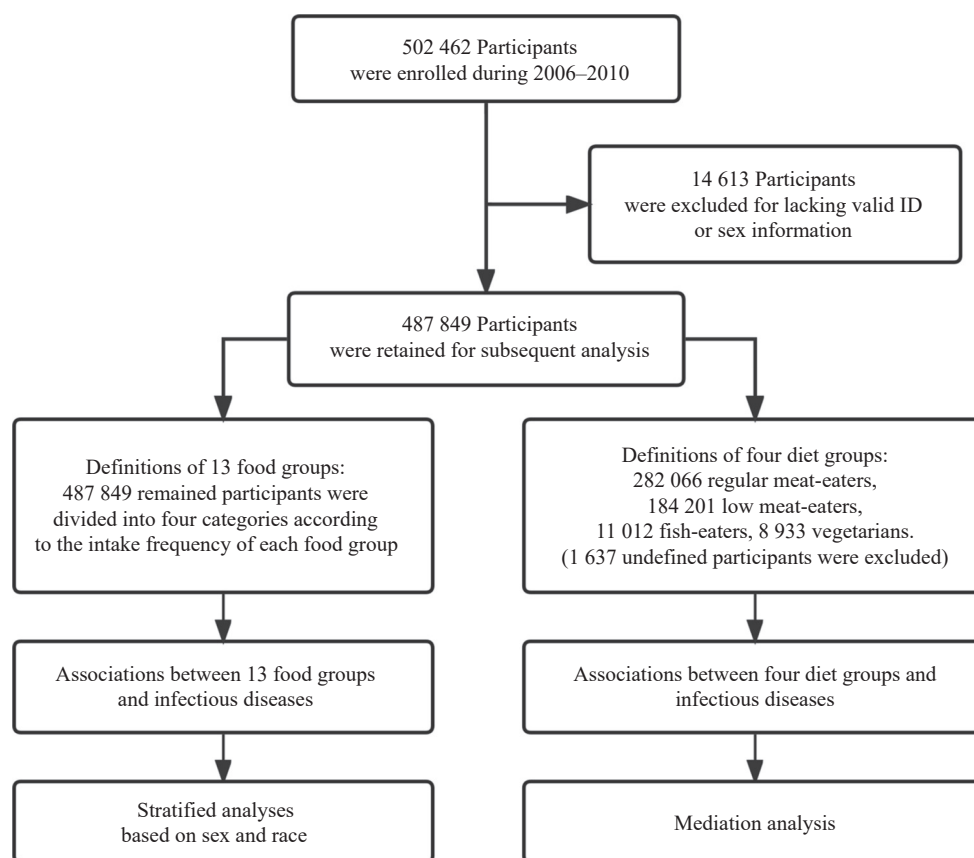 502 462 Participants
were enrolled during 2006–2010
14 613 Participants
were excluded for lacking valid ID
or sex information
487 849 Participants
were retained for subsequent analysis
Definitions of 13 food groups:
487 849 remained participants were
divided into four categories according
to the intake frequency of each food group
Definitions of four diet groups:
282 066 regular meat-eaters,
184 201 low meat-eaters,
11 012 fish-eaters, 8 933 vegetarians.
(1 637 undefined participants were excluded)
Associations between 13 food groups
and infectious diseases
Associations between four diet groups and
infectious diseases
Stratified analyses
based on sex and race
Mediation analysis